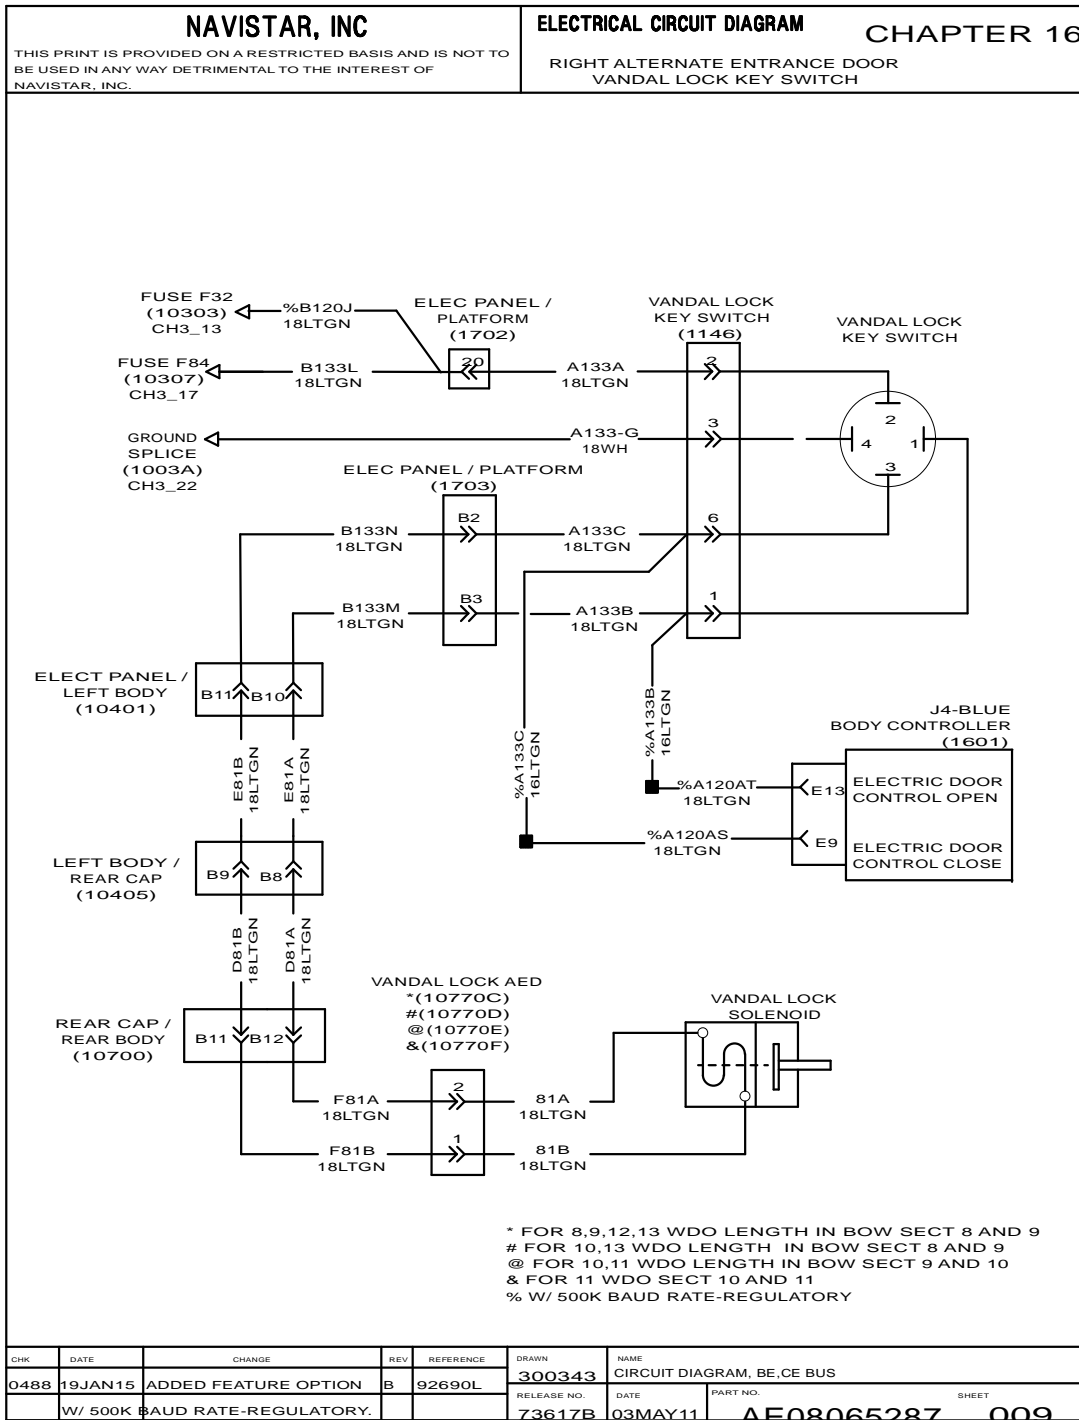 NAVISTAR, INC
THIS PRINT IS PROVIDED ON A RESTRICTED BASIS AND IS NOT TO
BE USED IN ANY WAY DETRIMENTAL TO THE INTEREST OF
NAVISTAR, INC.
ELECTRICAL CIRCUIT DIAGRAM
CHAPTER 16
RIGHT ALTERNATE ENTRANCE DOOR
VANDAL LOCK KEY SWITCH
FUSE F32
(10303)
CH3_13
%B120J
18LTGN
ELEC PANEL /
PLATFORM
(1702)
20
VANDAL LOCK
KEY SWITCH
(1146)
VANDAL LOCK
KEY SWITCH
FUSE F84
(10307)
CH3_17
B133L
18LTGN
A133A
18LTGN
2
2
4
1
3
GROUND
SPLICE
(1003A)
CH3_22
A133-G
18WH
3
ELEC PANEL / PLATFORM
(1703)
B133N
18LTGN
B2
A133C
18LTGN
6
B133M
18LTGN
B3
A133B
18LTGN
1
ELECT PANEL /
LEFT BODY
(10401)
B11
B10
%A133C
16LTGN
%A133B
16LTGN
J4-BLUE
BODY CONTROLLER
(1601)
E81B
18LTGN
E81A
18LTGN
%A120AT
18LTGN
E13
ELECTRIC DOOR
CONTROL OPEN
%A120AS
18LTGN
E9
ELECTRIC DOOR
CONTROL CLOSE
LEFT BODY /
REAR CAP
(10405)
B9
B8
D81B
18LTGN
D81A
18LTGN
VANDAL LOCK AED
*(10770C)
#(10770D)
@(10770E)
&(10770F)
VANDAL LOCK
SOLENOID
REAR CAP /
REAR BODY
(10700)
B11
B12
F81A
18LTGN
2
81A
18LTGN
F81B
18LTGN
1
81B
18LTGN
* FOR 8,9,12,13 WDO LENGTH IN BOW SECT 8 AND 9
# FOR 10,13 WDO LENGTH IN BOW SECT 8 AND 9
@ FOR 10,11 WDO LENGTH IN BOW SECT 9 AND 10
& FOR 11 WDO SECT 10 AND 11
% W/ 500K BAUD RATE-REGULATORY
CHK DATE CHANGE REV REFERENCE
0488 19JAN15 ADDED FEATURE OPTION B 92690L
W/ 500K BAUD RATE-REGULATORY.
DRAWN
300343
NAME
CIRCUIT DIAGRAM, BE,CE BUS
RELEASE NO.
73617B
DATE
03MAY11
PART NO.
AE08065287
SHEET
009